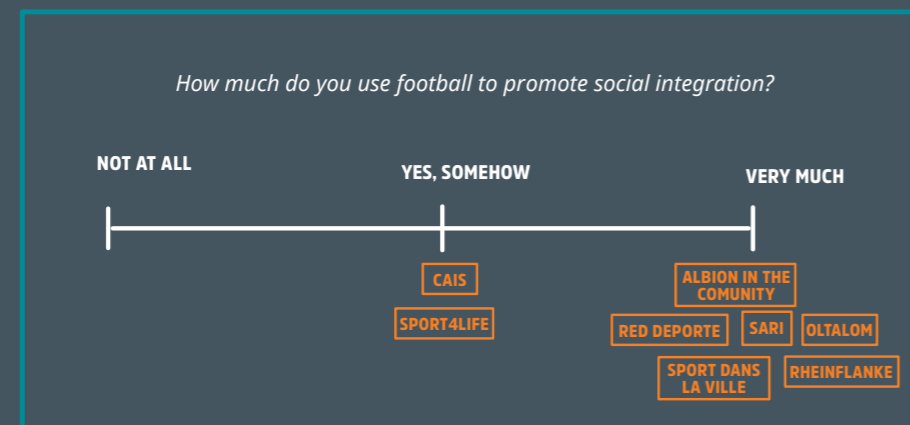 How much do you use football to promote social integration?
NOT AT ALL
YES, SOMEHOW
VERY MUCH
CAIS
SPORT4LIFE
ALBION IN THE
COMUNITY
RED DEPORTE
SARI
OLTALOM
SPORT DANS
LA VILLE
RHEINFLANKE